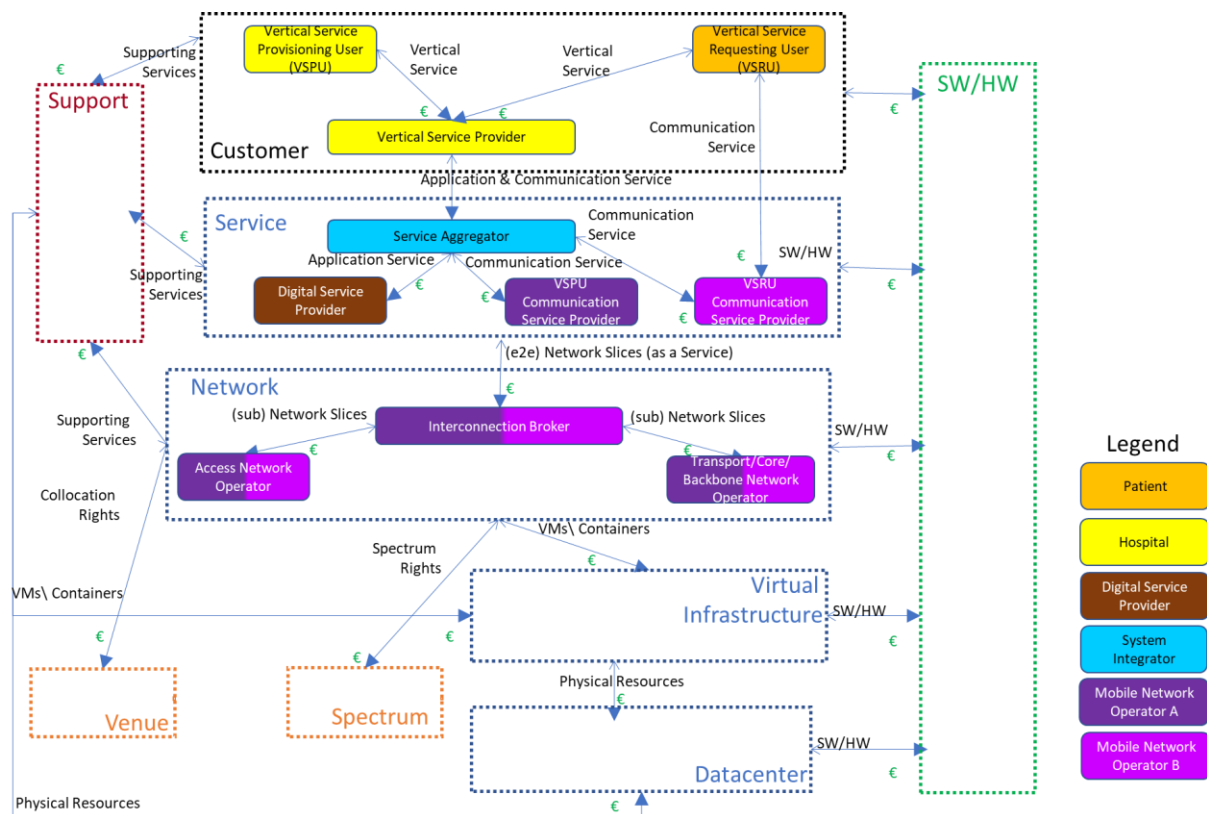 Supporting
Services
€
Vertical Service
Provisioning User
(VSPU)
Vertical
Service
Vertical
Service
Vertical Service
Requesting User
(VSRU)
€
€
Vertical Service Provider
Customer
Communication
Service
€
SW/HW
Support
Application & Communication Service
Service
Service Aggregator
Communication
Service
€
Supporting
Services
Application Service
Communication Service
€
€
€
€
SW/HW
€
Digital Service
Provider
VSPU
Communication
Service Provider
VSRU
Communication
Service Provider
€
(e2e) Network Slices (as a Service)
€
Network
(sub) Network Slices
Interconnection Broker
(sub) Network Slices
€
€
Access Network
Operator
Transport/Core/
Backbone Network
Operator
SW/HW
€
Supporting
Services
Collocation
Rights
Spectrum
Rights
VMs\ Containers
€
Virtual
Infrastructure
SW/HW
€
VMs\ Containers
€
€
Venue
€
Spectrum
Physical Resources
€
Datacenter
SW/HW
€
Physical Resources
€
Legend
Patient
Hospital
Digital Service
Provider
System
Integrator
Mobile Network
Operator A
Mobile Network
Operator B